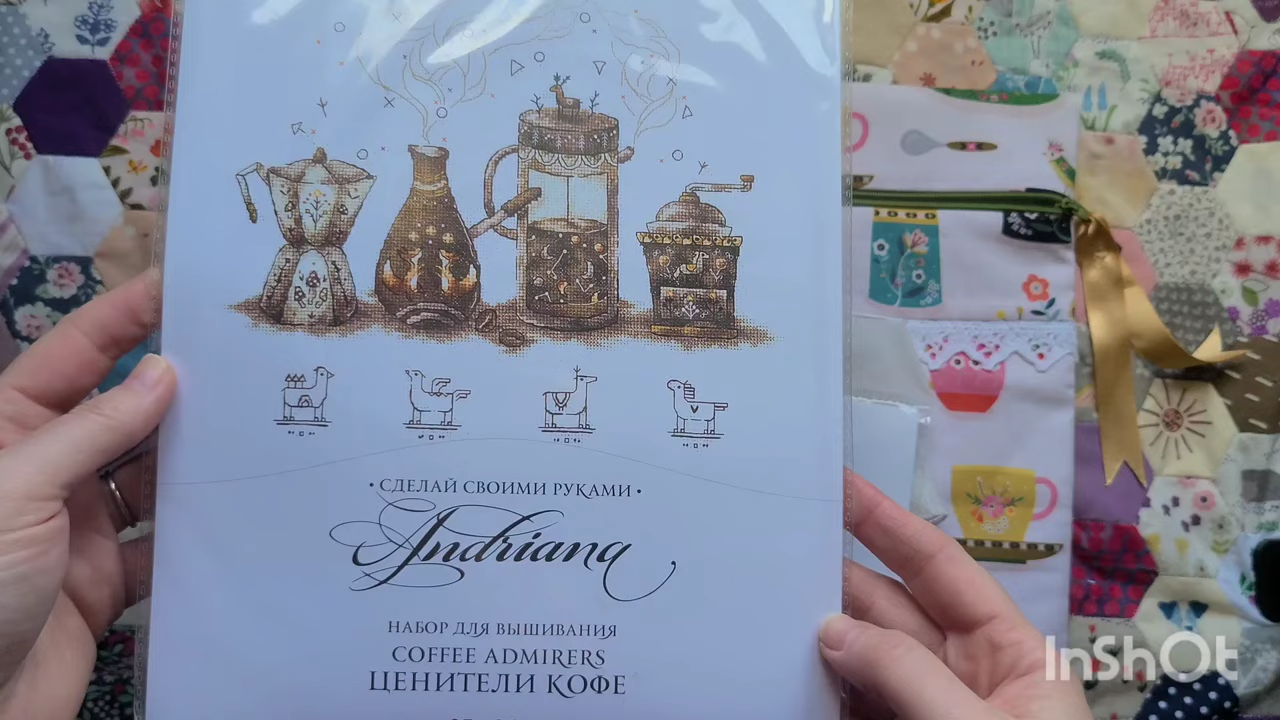 • СДЕЛАЙ СВОИМИ РУКАМИ •
Andriana
НАБОР ДЛЯ ВЫШИВАНИЯ
COFFEE ADMIRERS
ЦЕНИТЕЛИ КОФЕ
InShOt